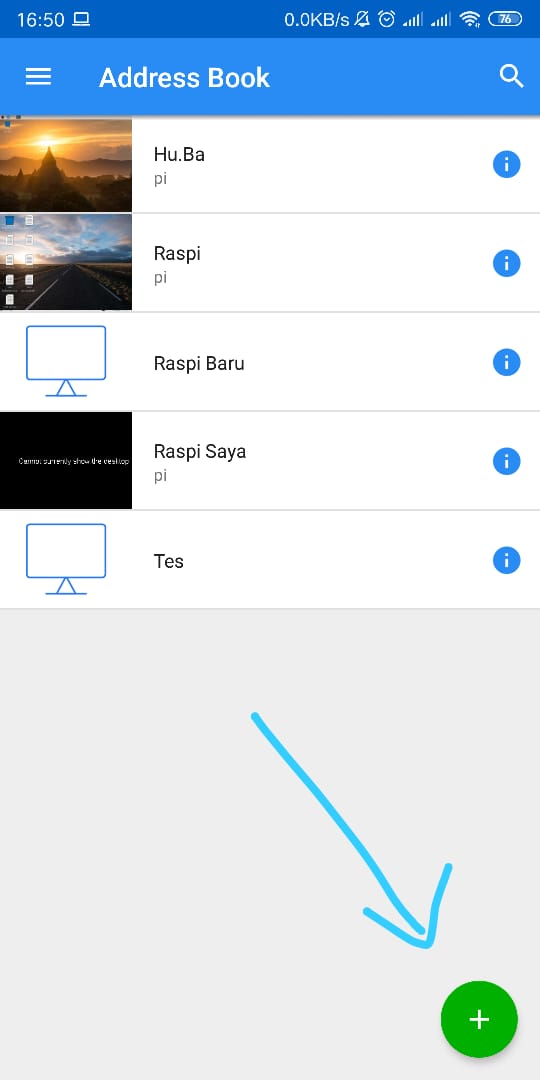 16:50
0.0KB/s
76
Address Book
Hu.Ba
pi
Raspi
pi
Raspi Baru
Cannot currently show the desktop
Raspi Saya
pi
Tes